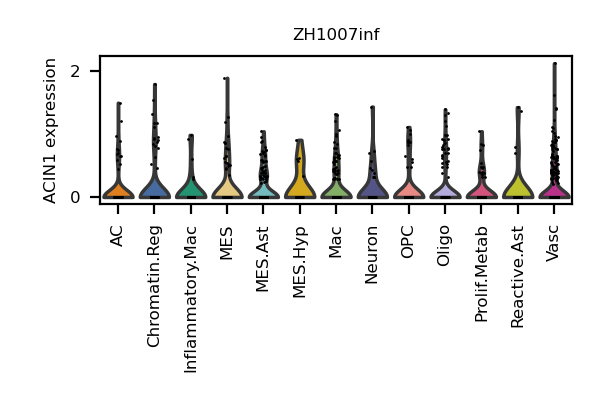 ZH1007inf
ACIN1 expression
2
0
AC
Chromatin.Reg
Inflammatory.Mac
MES
MES.Ast
MES.Hyp
Mac
Neuron
OPC
Oligo
Prolif.Metab
Reactive.Ast
Vasc